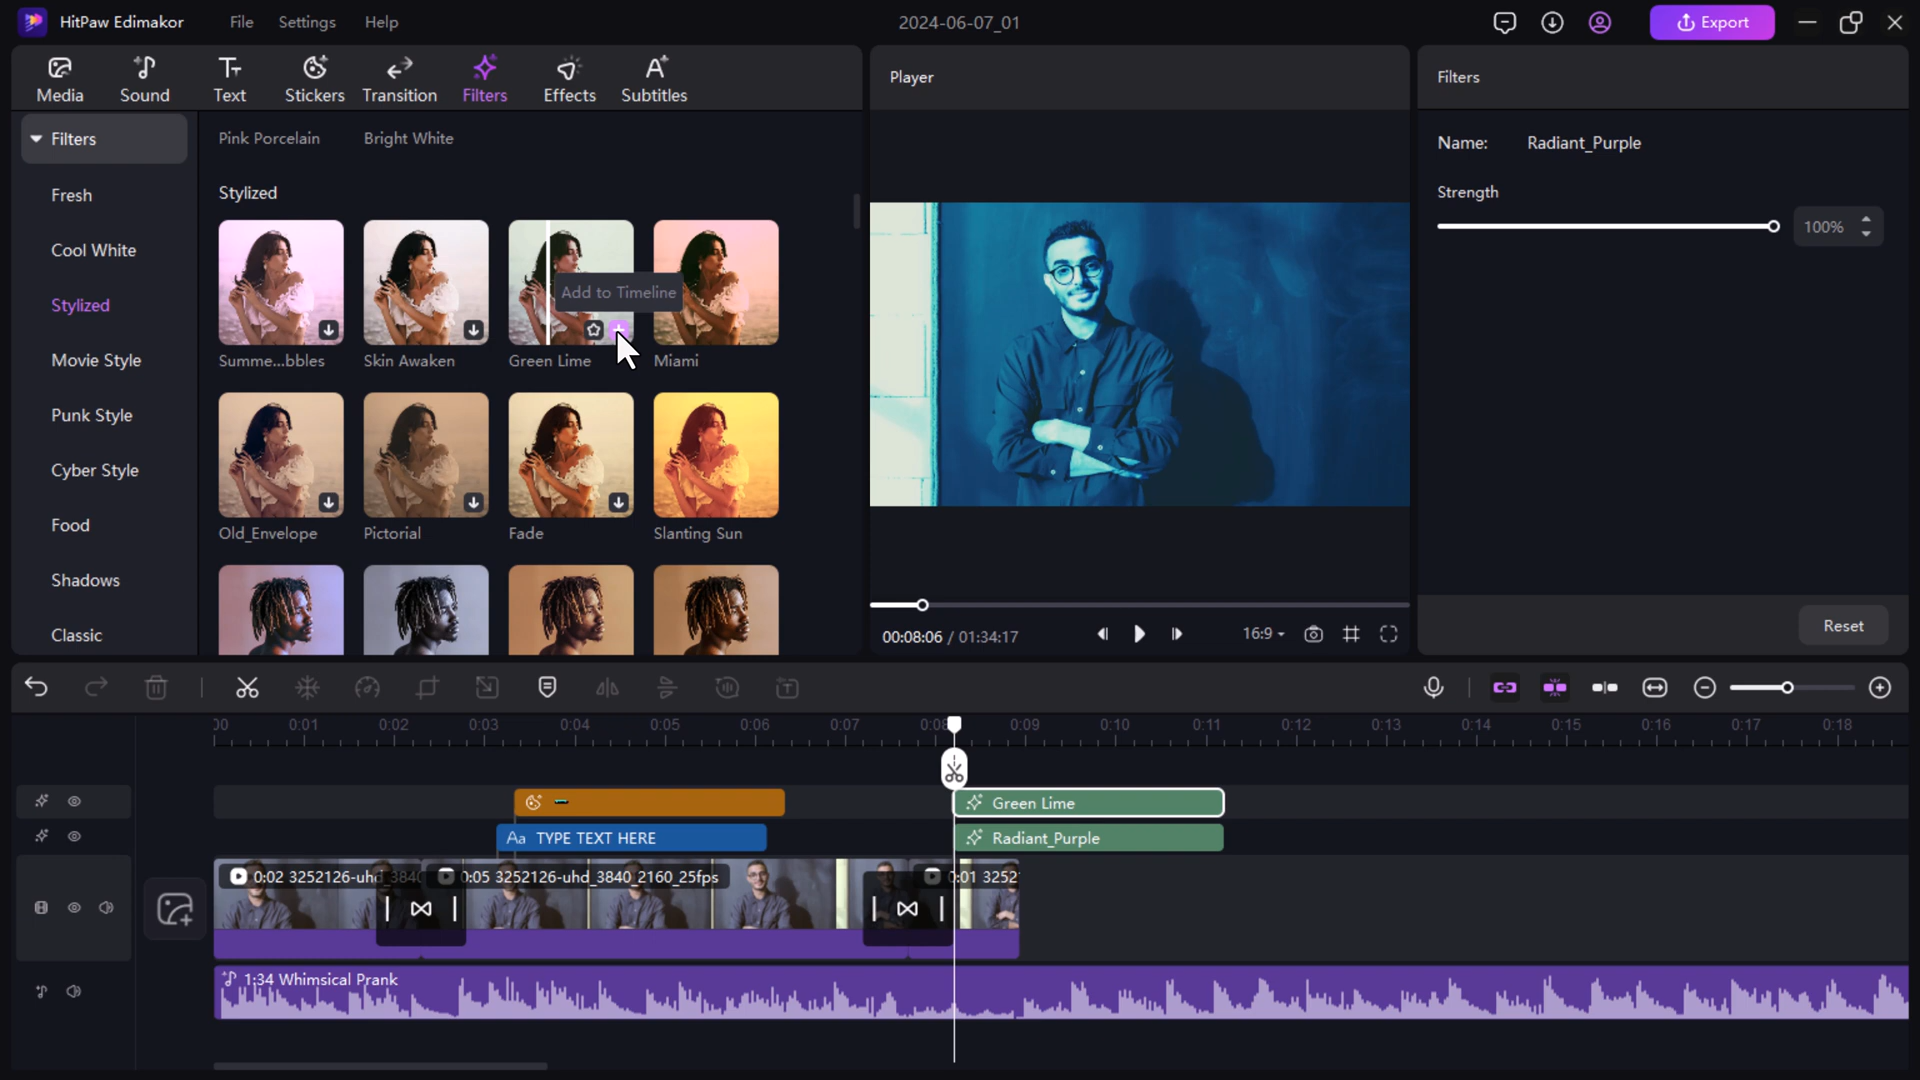 HitPaw Edimakor
File
Settings
Help
2024-06-07_01
Export
Media
Sound
Text
Stickers
Transition
Filters
Effects
Subtitles
Player
Filters
Filters
Fresh
Cool White
Stylized
Movie Style
Punk Style
Cyber Style
Food
Shadows
Classic
Pink Porcelain
Bright White
Stylized
Add to Timeline
Summe...bbles
Skin Awaken
Green Lime
Miami
Old_Envelope
Pictorial
Fade
Slanting Sun
00:08:06 / 01:34:17
16:9
Name:
Radiant_Purple
Strength
100%
Reset
00
0:01
0:02
0:03
0:04
0:05
0:06
0:07
0:08
0:09
0:10
0:11
0:12
0:13
0:14
0:15
0:16
0:17
0:18
Green Lime
Aa TYPE TEXT HERE
Radiant_Purple
0:02 3252126-uhd_3840
0:05 3252126-uhd_3840_2160_25fps
0:01 3252
1:34 Whimsical Prank